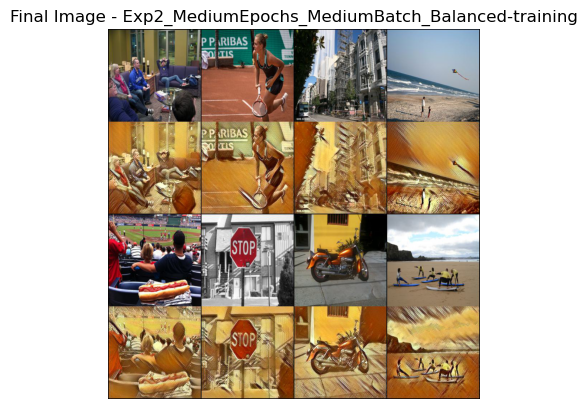 Final Image - Exp2_MediumEpochs_MediumBatch_Balanced-training
P PARIBAS
P PARIBAS
STOP
STOP